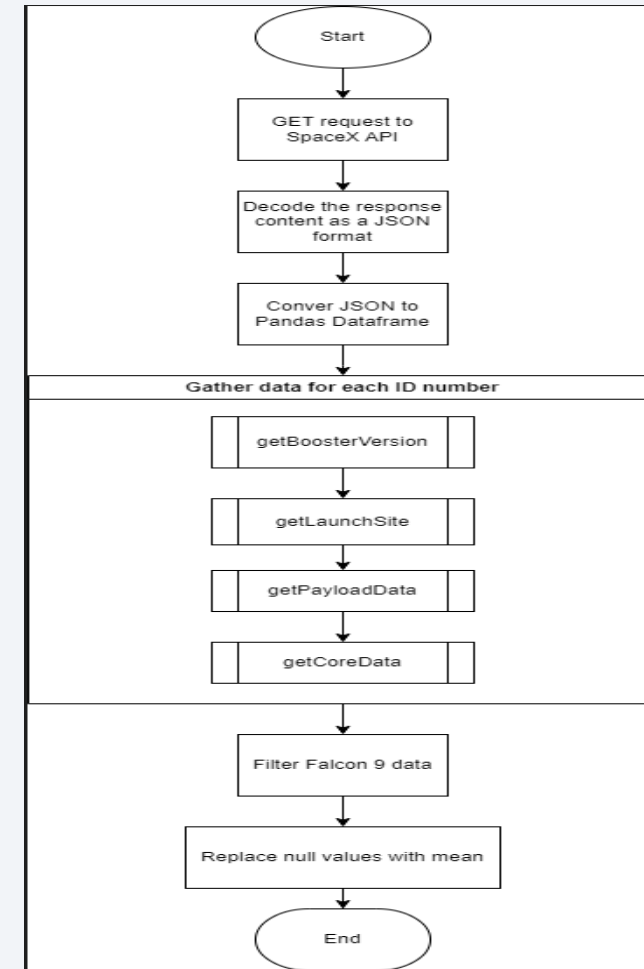 Start
GET request to
SpaceX API
Decode the response
content as a JSON
format
Conver JSON to
Pandas Dataframe
Gather data for each ID number
getBoosterVersion
getLaunchSite
getPayloadData
getCoreData
Filter Falcon 9 data
Replace null values with mean
End